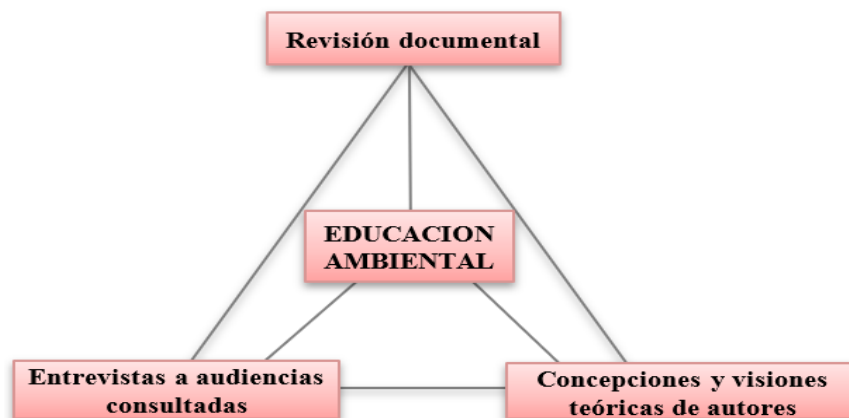 Revisión documental
EDUCACION
AMBIENTAL
Entrevistas a audiencias
consultadas
Concepciones y visiones
teóricas de autores